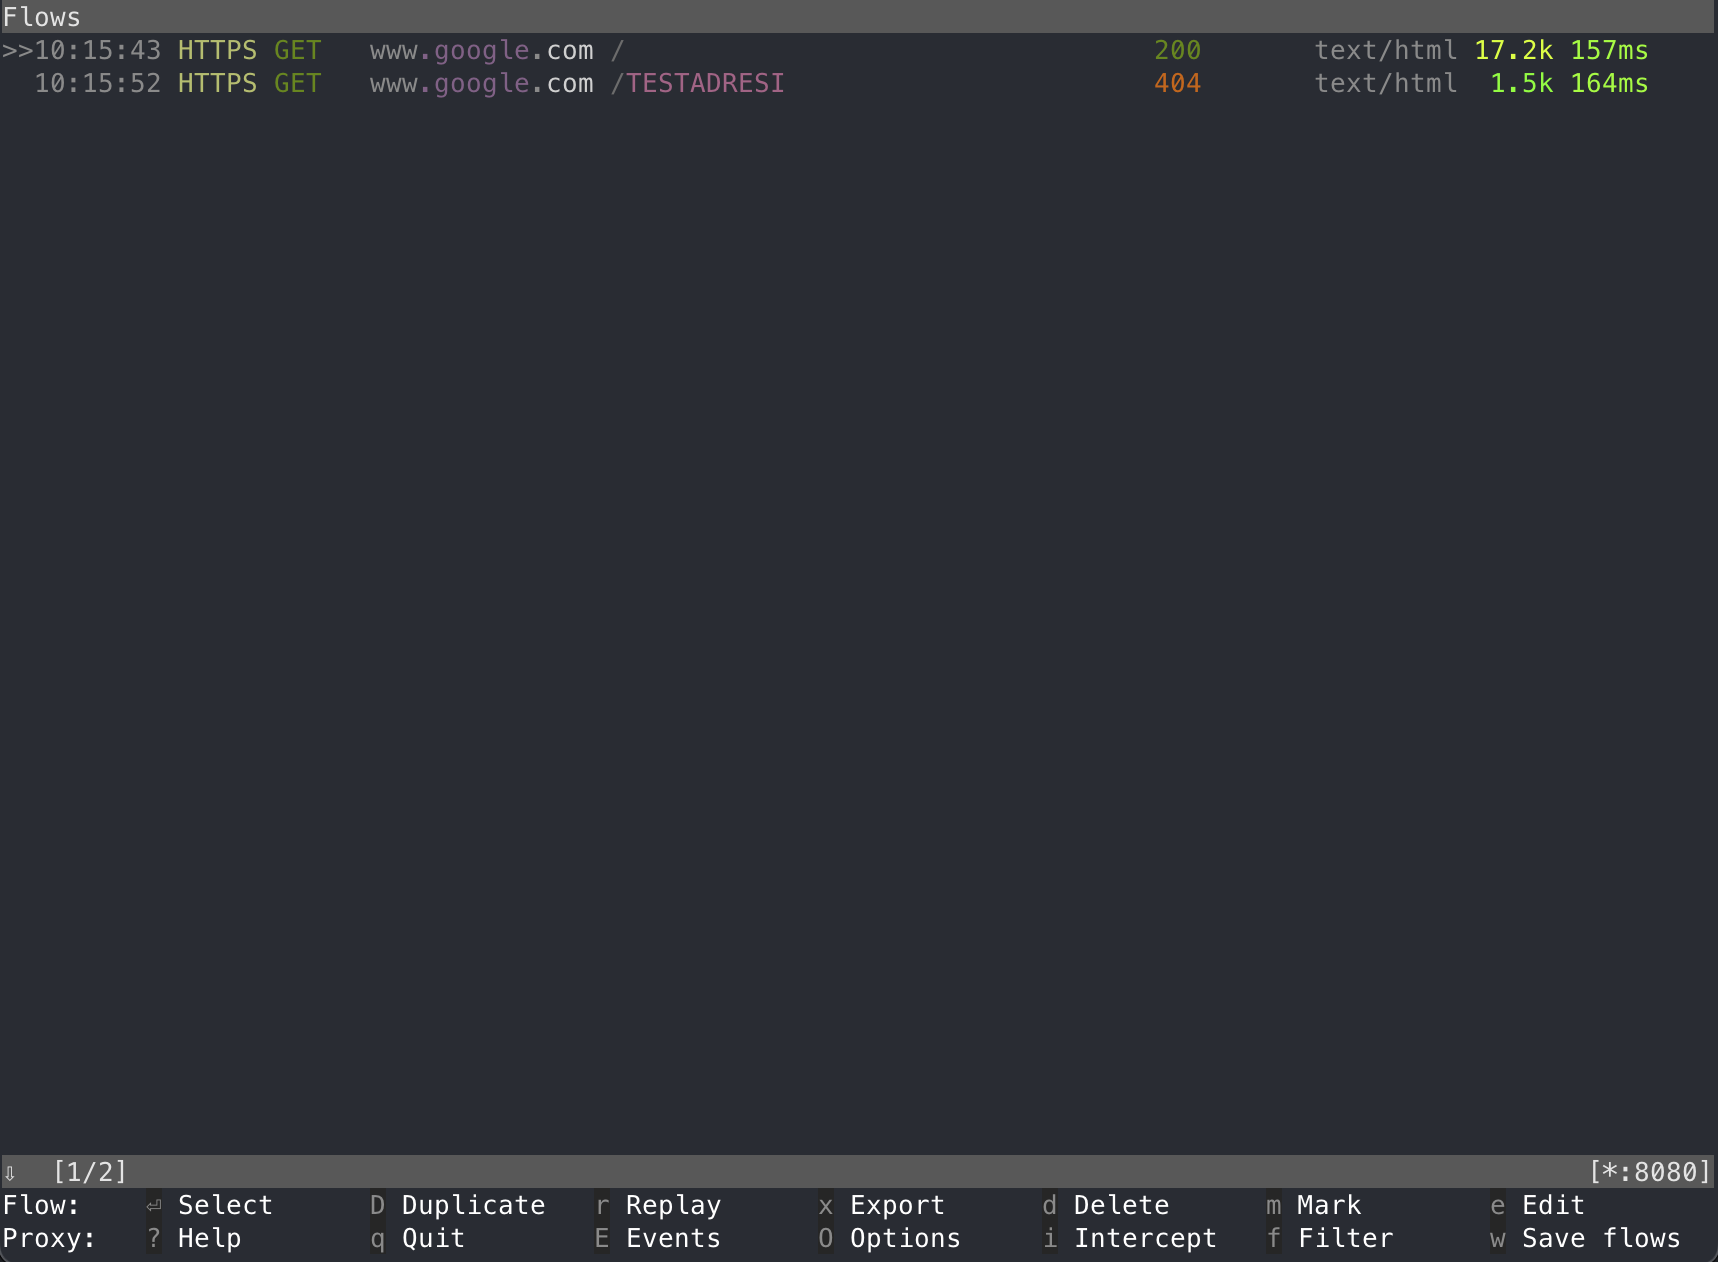 Flows
>>10:15:43 HTTPS GET www.google.com / 200 text/html 17.2k 157ms
10:15:52 HTTPS GET www.google.com /TESTADRESI 404 text/html 1.5k 164ms
⇩ [1/2] [*:8080]
Flow: ⏎ Select D Duplicate r Replay x Export d Delete m Mark e Edit
Proxy: ? Help q Quit E Events O Options i Intercept f Filter w Save flows